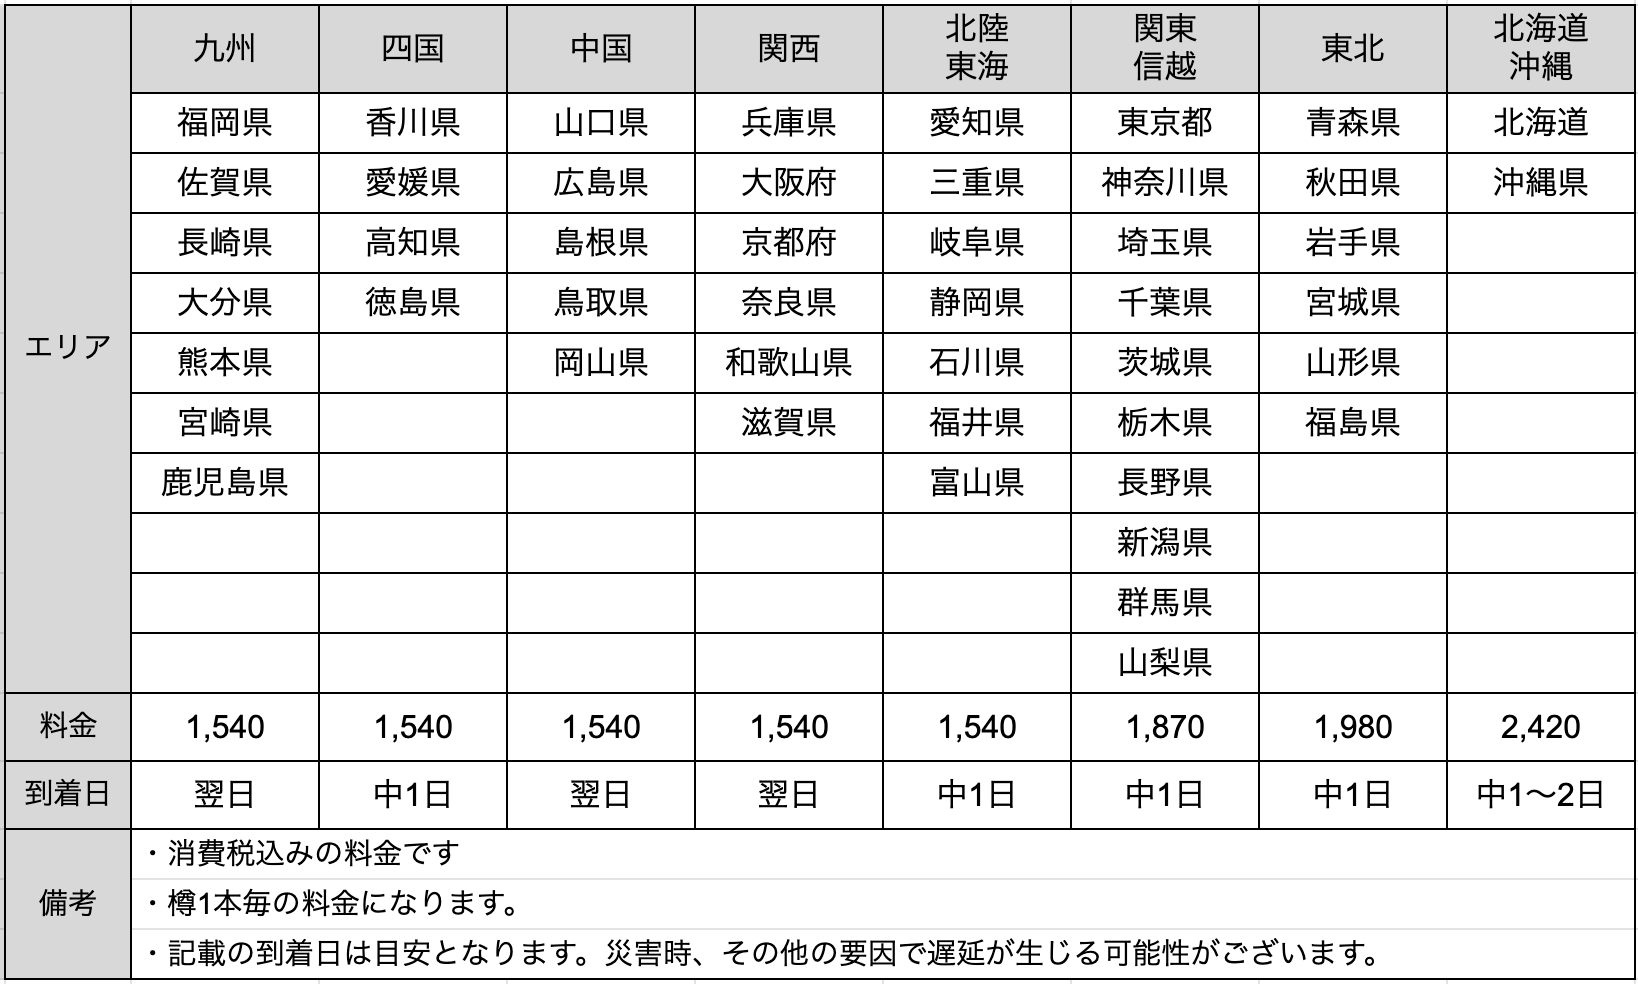 九州 四国 中国 関西 北陸 関東 東北 北海道
東海 信越 沖縄
福岡県 香川県 山口県 兵庫県 愛知県 東京都 青森県 北海道
佐賀県 愛媛県 広島県 大阪府 三重県 神奈川県 秋田県 沖縄県
長崎県 高知県 島根県 京都府 岐阜県 埼玉県 岩手県
大分県 徳島県 鳥取県 奈良県 静岡県 千葉県 宮城県
エリア 熊本県 岡山県 和歌山県 石川県 茨城県 山形県
宮崎県 滋賀県 福井県 栃木県 福島県
鹿児島県 富山県 長野県
新潟県
群馬県
山梨県
料金 1,540 1,540 1,540 1,540 1,540 1,870 1,980 2,420
到着日 翌日 中1日 翌日 翌日 中1日 中1日 中1日 中1〜2日
・消費税込みの料金です
備考 ・樽1本毎の料金になります。
・記載の到着日は目安となります。災害時、その他の要因で遅延が生じる可能性がございます。